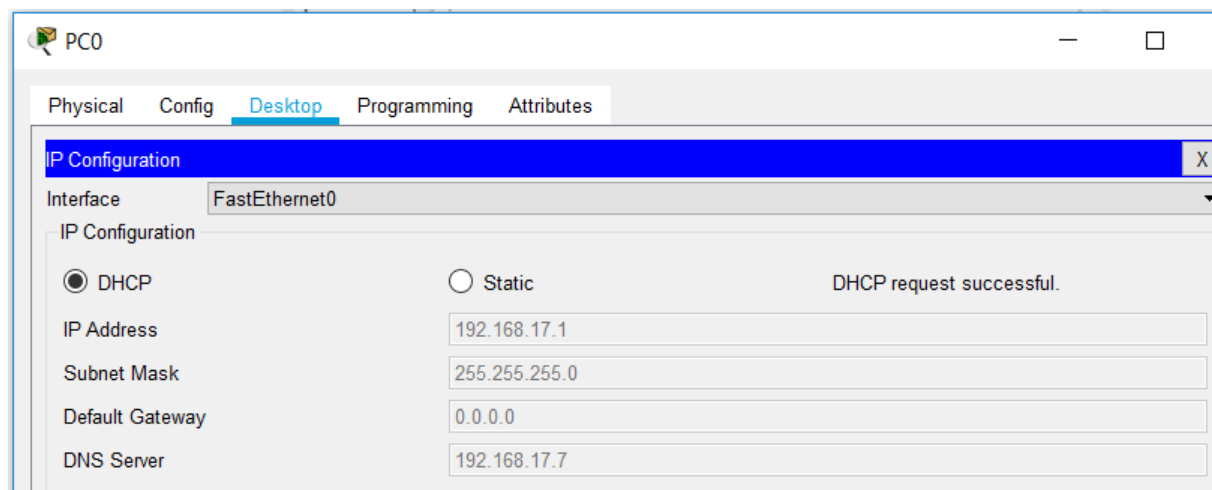 PC0
Physical Config Desktop Programming Attributes
IP Configuration X
Interface FastEthernet0
IP Configuration
DHCP Static DHCP request successful.
IP Address 192.168.17.1
Subnet Mask 255.255.255.0
Default Gateway 0.0.0.0
DNS Server 192.168.17.7